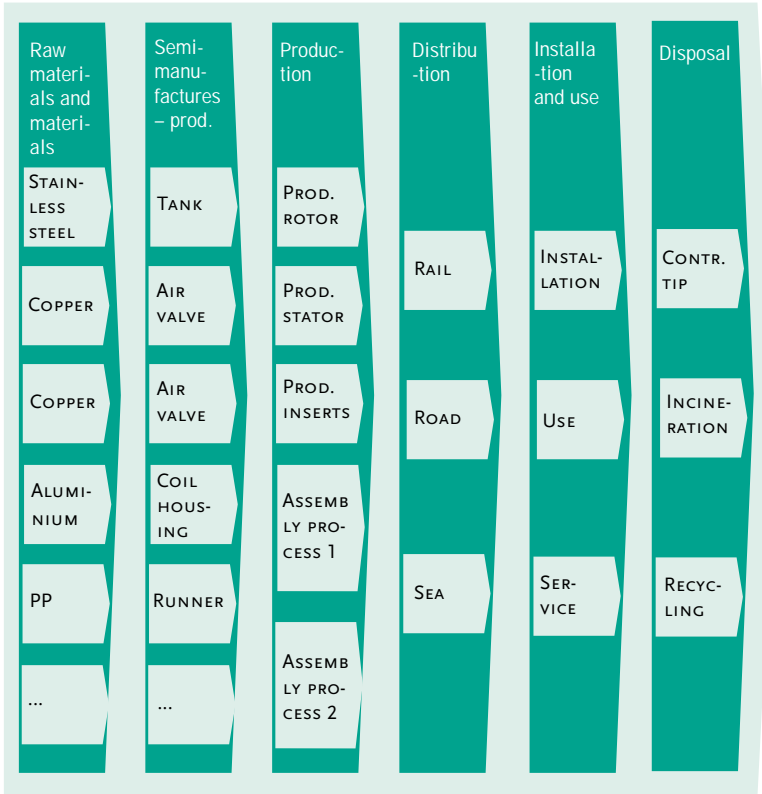 Raw
materi-
als and
materi-
als
STAIN-
LESS
STEEL
COPPER
COPPER
ALUMI-
NIUM
PP
...
Semi-
manu-
factures
– prod.
TANK
AIR
VALVE
AIR
VALVE
COIL
HOUS-
ING
RUNNER
...
Produc-
tion
PROD.
ROTOR
PROD.
STATOR
PROD.
INSERTS
ASSEMB
LY PRO-
CESS 1
ASSEMB
LY PRO-
CESS 2
Distribu
-tion
RAIL
ROAD
SEA
Installa
-tion
and use
INSTAL-
LATION
USE
SER-
VICE
Disposal
CONTR.
TIP
INCINE-
RATION
RECYC-
LING